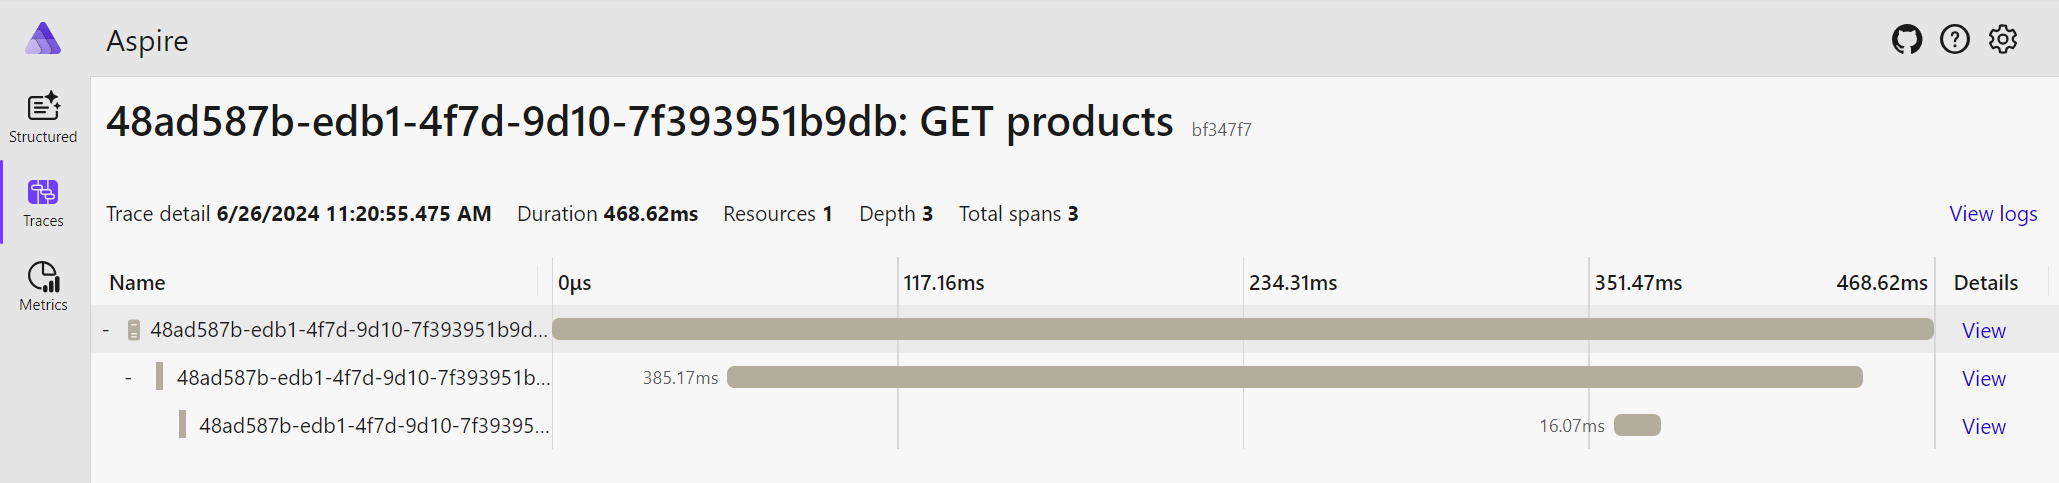 Aspire
48ad587b-edb1-4f7d-9d10-7f393951b9db: GET products bf347f7
Structured
Traces
Metrics
Trace detail 6/26/2024 11:20:55.475 AM Duration 468.62ms Resources 1 Depth 3 Total spans 3 View logs
Name 0μs 117.16ms 234.31ms 351.47ms 468.62ms Details
- 48ad587b-edb1-4f7d-9d10-7f393951b9d... View
- 48ad587b-edb1-4f7d-9d10-7f393951b... 385.17ms View
48ad587b-edb1-4f7d-9d10-7f39395... 16.07ms View